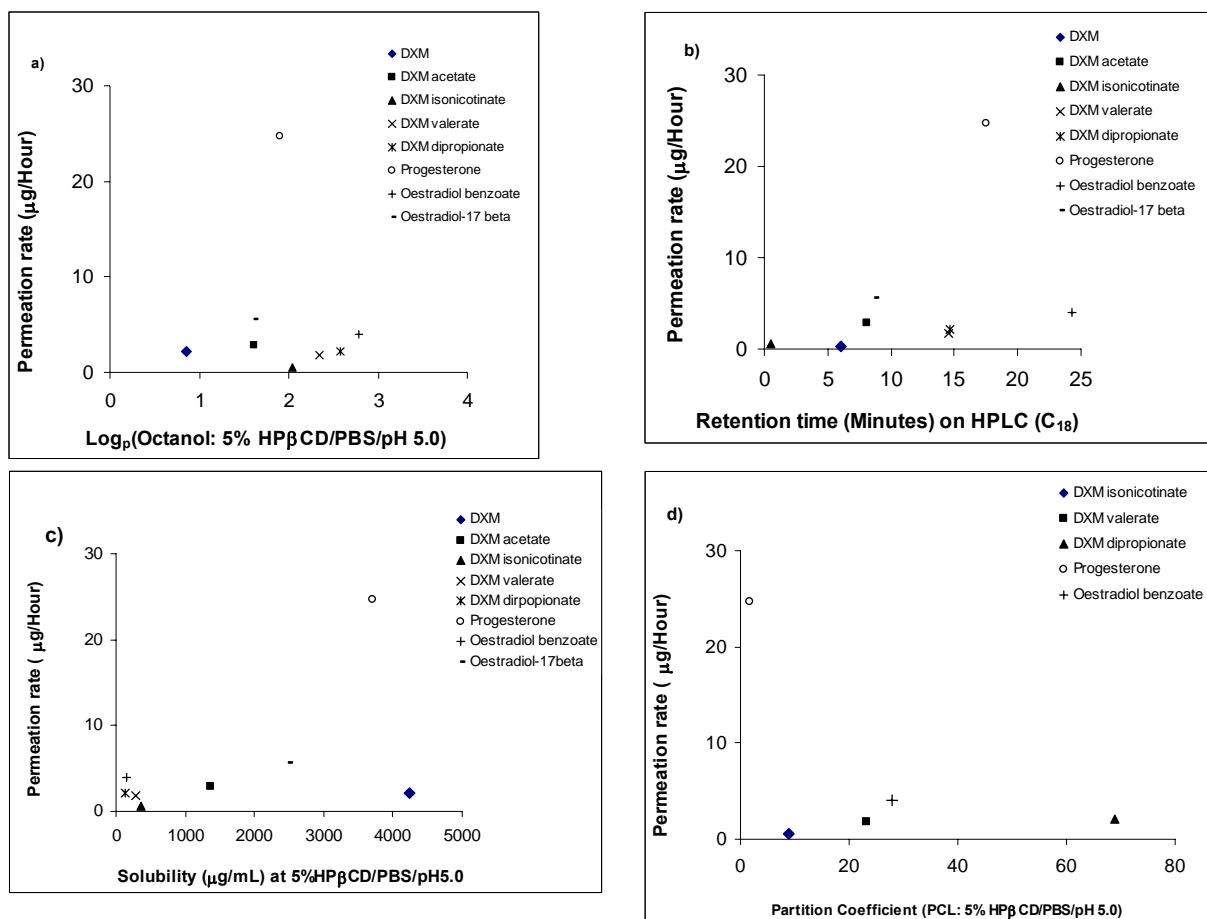 a)
DXM
DXM acetate
DXM isonicotinate
DXM valerate
DXM dipropionate
Progesterone
Oestradiol benzoate
Oestradiol-17 beta
Permeation rate (µg/Hour)
30
20
10
0
0 1 2 3 4
Logp(Octanol: 5% HPβCD/PBS/pH 5.0)
b)
DXM
DXM acetate
DXM isonicotinate
DXM valerate
DXM dipropionate
Progesterone
Oestradiol benzoate
Oestradiol-17 beta
Permeation rate (µg/Hour)
30
20
10
0
0 5 10 15 20 25
Retention time (Minutes) on HPLC (C18)
c)
DXM
DXM acetate
DXM isonicotinate
DXM valerate
DXM dirpopionate
Progesterone
Oestradiol benzoate
Oestradiol-17beta
Permeation rate ( µg/Hour)
30
20
10
0
0 1000 2000 3000 4000 5000
Solubility (µg/mL) at 5%HPβCD/PBS/pH5.0
d)
DXM isonicotinate
DXM valerate
DXM dipropionate
Progesterone
Oestradiol benzoate
Permeation rate ( µg/Hour)
30
20
10
0
0 20 40 60 80
Partition Coefficient (PCL: 5% HPβCD/PBS/pH 5.0)